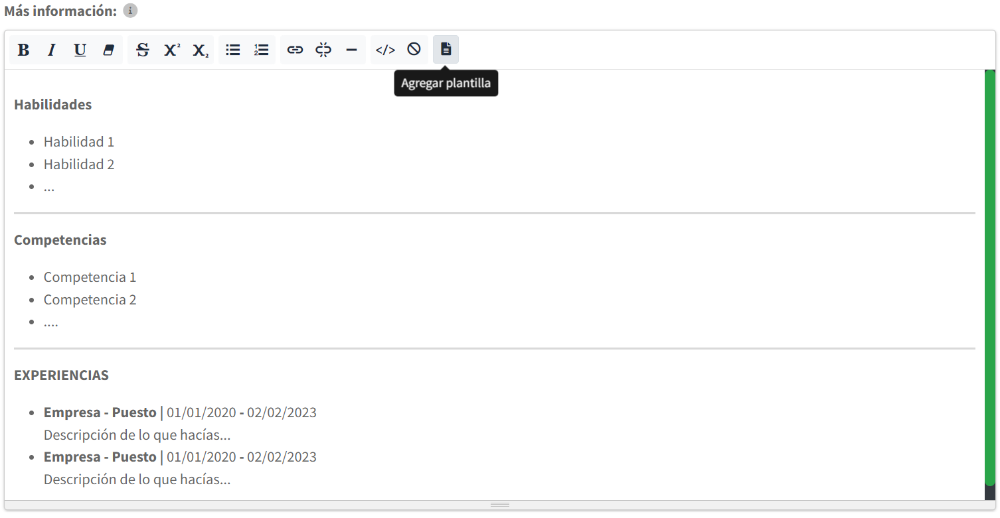 Más información:
B I U S X² X₂ </>
Agregar plantilla
Habilidades
• Habilidad 1
• Habilidad 2
• ...
Competencias
• Competencia 1
• Competencia 2
• ....
EXPERIENCIAS
• Empresa - Puesto | 01/01/2020 - 02/02/2023
Descripción de lo que hacías...
• Empresa - Puesto | 01/01/2020 - 02/02/2023
Descripción de lo que hacías...